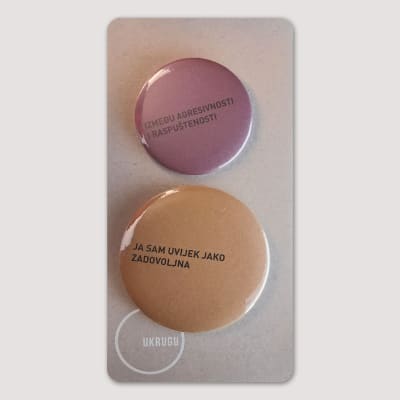 IZMEĐU AGRESIVNOSTI
I RASPUŠTENOSTI
JA SAM UVIJEK JAKO
ZADOVOLJNA
UKRUGU